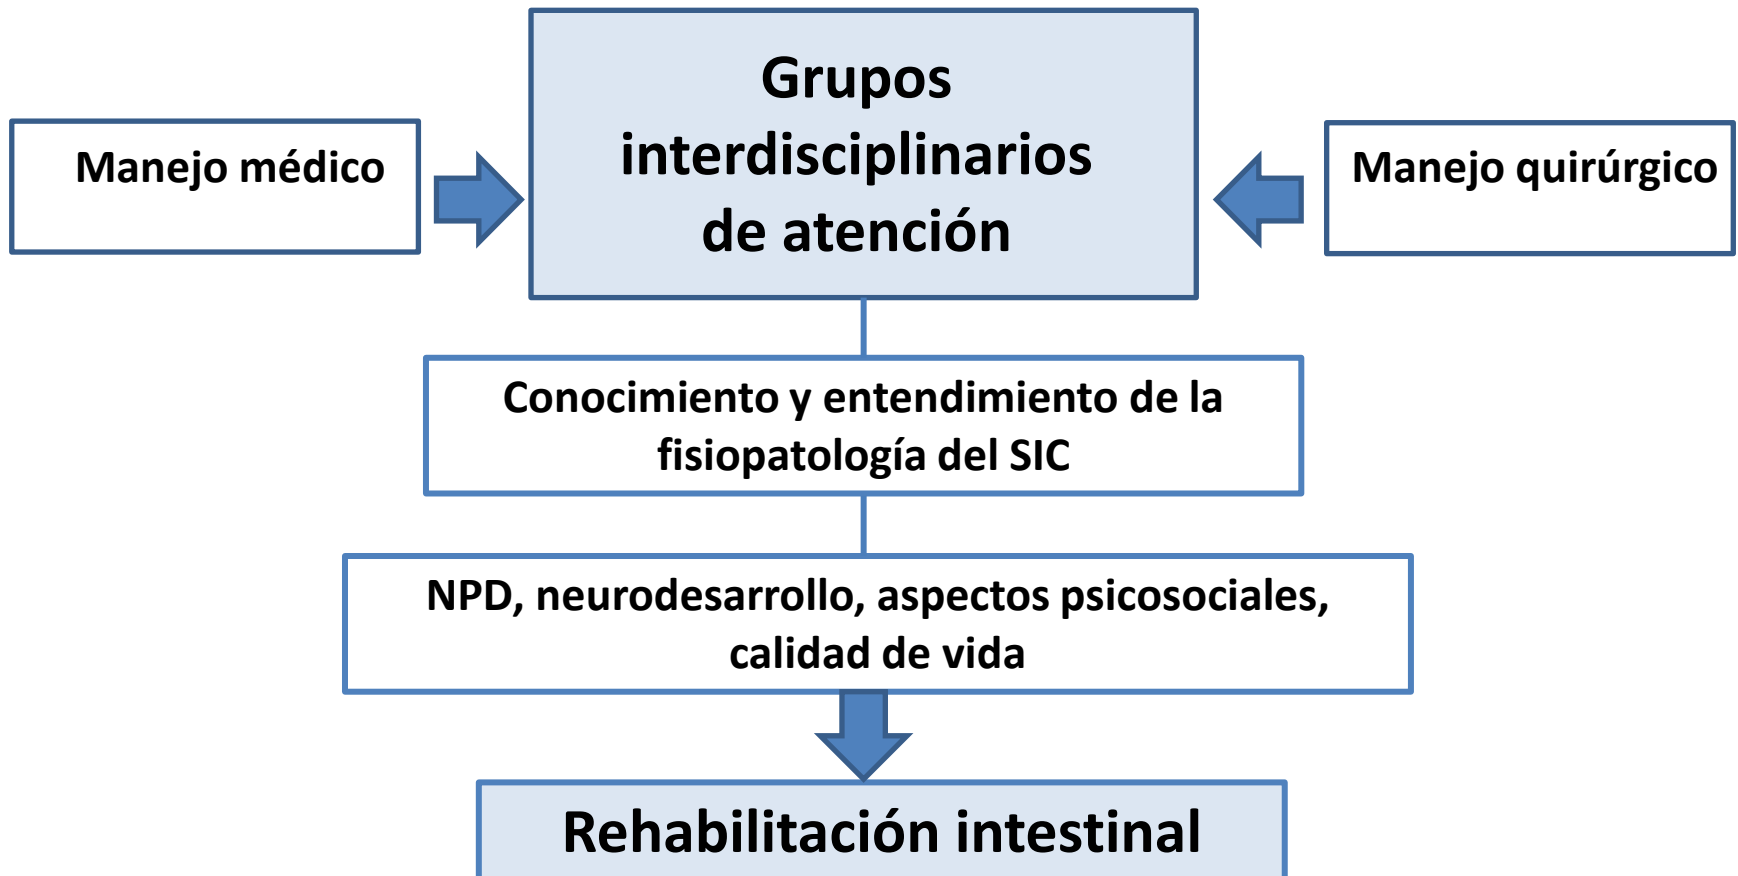 Grupos
interdisciplinarios
de atención
Manejo médico
Manejo quirúrgico
Conocimiento y entendimiento de la
fisiopatología del SIC
NPD, neurodesarrollo, aspectos psicosociales,
calidad de vida
Rehabilitación intestinal